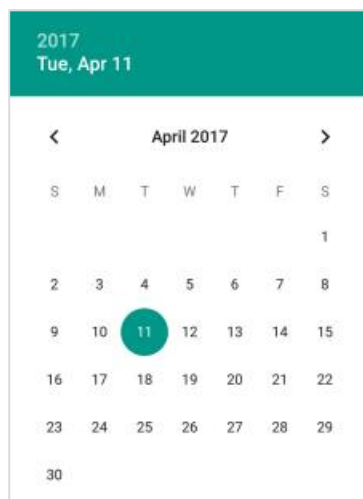 2017
Tue, Apr 11
April 2017
S M T W T F S
1
2 3 4 5 6 7 8
9 10 11 12 13 14 15
16 17 18 19 20 21 22
23 24 25 26 27 28 29
30